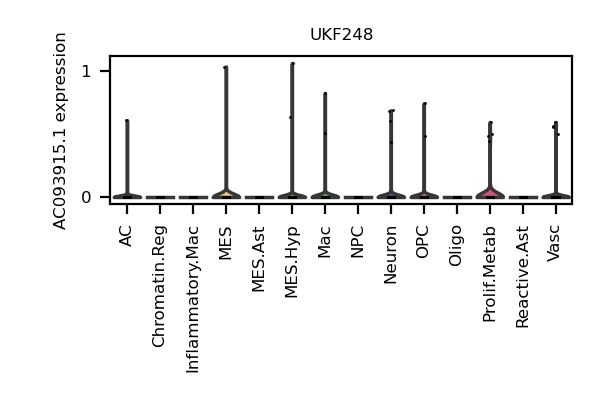 UKF248
AC093915.1 expression
1
0
AC
Chromatin.Reg
Inflammatory.Mac
MES
MES.Ast
MES.Hyp
Mac
NPC
Neuron
OPC
Oligo
Prolif.Metab
Reactive.Ast
Vasc